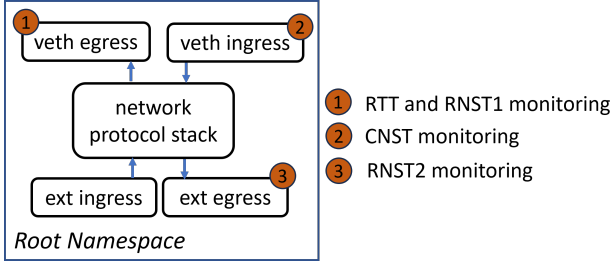 1
2
veth egress
veth ingress
network
protocol stack
3
ext ingress
ext egress
Root Namespace
1 RTT and RNST1 monitoring
2 CNST monitoring
3 RNST2 monitoring